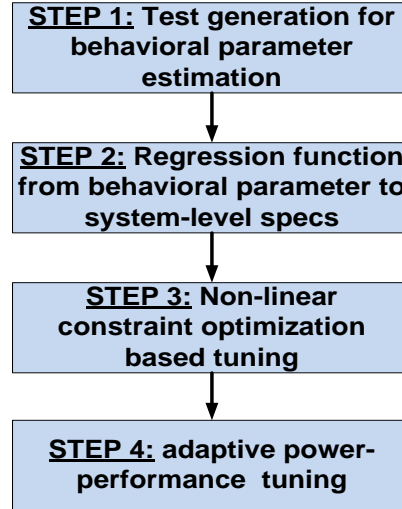 STEP 1: Test generation for
behavioral parameter
estimation
STEP 2: Regression function
from behavioral parameter to
system-level specs
STEP 3: Non-linear
constraint optimization
based tuning
STEP 4: adaptive power-
performance tuning